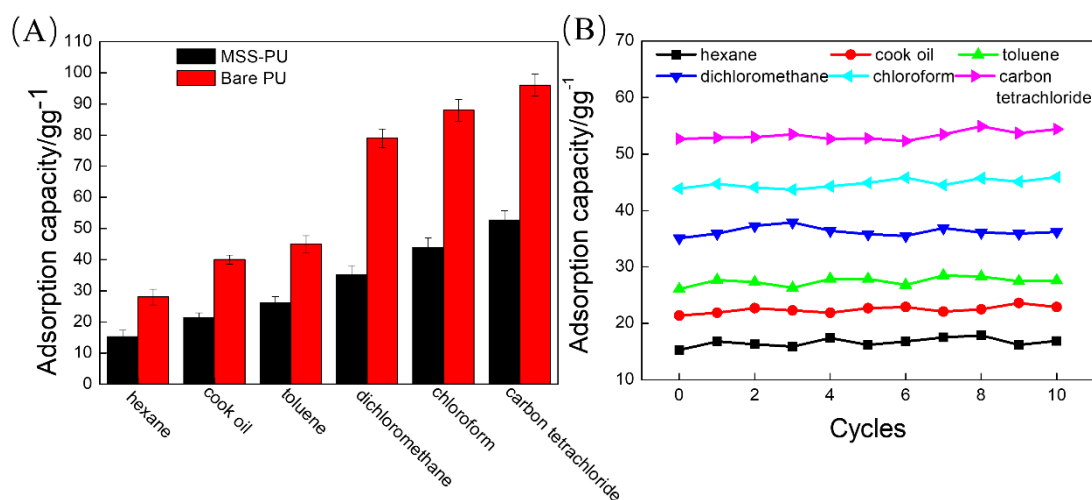 (A)
Adsorption capacity/gg⁻¹
110
100
90
80
70
60
50
40
30
20
10
0
MSS-PU
Bare PU
hexane
cook oil
toluene
dichloromethane
chloroform
carbon tetrachloride
(B)
Adsorption capacity/gg⁻¹
70
60
50
40
30
20
10
hexane
cook oil
toluene
dichloromethane
chloroform
carbon
tetrachloride
0
2
4
6
8
10
Cycles